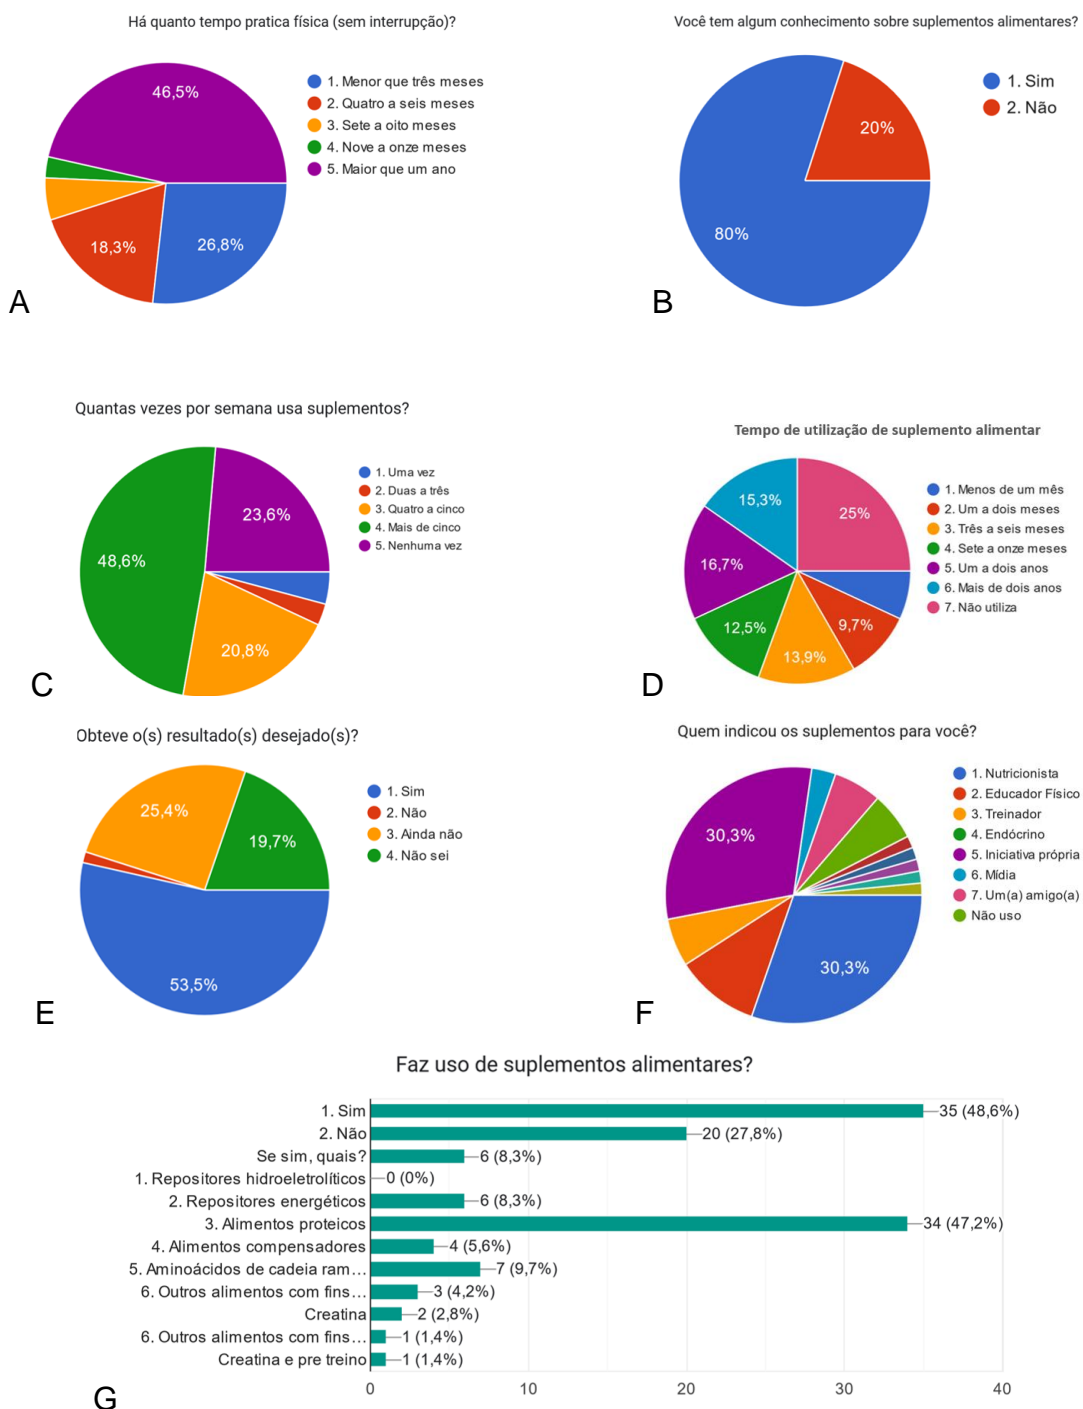 Há quanto tempo pratica física (sem interrupção)?
46,5%
18,3%
26,8%
1. Menor que três meses
2. Quatro a seis meses
3. Sete a oito meses
4. Nove a onze meses
5. Maior que um ano
A
Você tem algum conhecimento sobre suplementos alimentares?
20%
80%
1. Sim
2. Não
B
Quantas vezes por semana usa suplementos?
23,6%
48,6%
20,8%
1. Uma vez
2. Duas a três
3. Quatro a cinco
4. Mais de cinco
5. Nenhuma vez
C
Tempo de utilização de suplemento alimentar
15,3%
25%
16,7%
12,5%
9,7%
13,9%
1. Menos de um mês
2. Um a dois meses
3. Três a seis meses
4. Sete a onze meses
5. Um a dois anos
6. Mais de dois anos
7. Não utiliza
D
Obteve o(s) resultado(s) desejado(s)?
25,4%
19,7%
53,5%
1. Sim
2. Não
3. Ainda não
4. Não sei
E
Quem indicou os suplementos para você?
30,3%
30,3%
1. Nutricionista
2. Educador Físico
3. Treinador
4. Endócrino
5. Iniciativa própria
6. Mídia
7. Um(a) amigo(a)
Não uso
F
Faz uso de suplementos alimentares?
1. Sim 35 (48,6%)
2. Não 20 (27,8%)
Se sim, quais? 6 (8,3%)
1. Repositores hidroeletrolíticos 0 (0%)
2. Repositores energéticos 6 (8,3%)
3. Alimentos proteicos 34 (47,2%)
4. Alimentos compensadores 4 (5,6%)
5. Aminoácidos de cadeia ram… 7 (9,7%)
6. Outros alimentos com fins… 3 (4,2%)
Creatina 2 (2,8%)
6. Outros alimentos com fins… 1 (1,4%)
Creatina e pre treino 1 (1,4%)
0 10 20 30 40
G